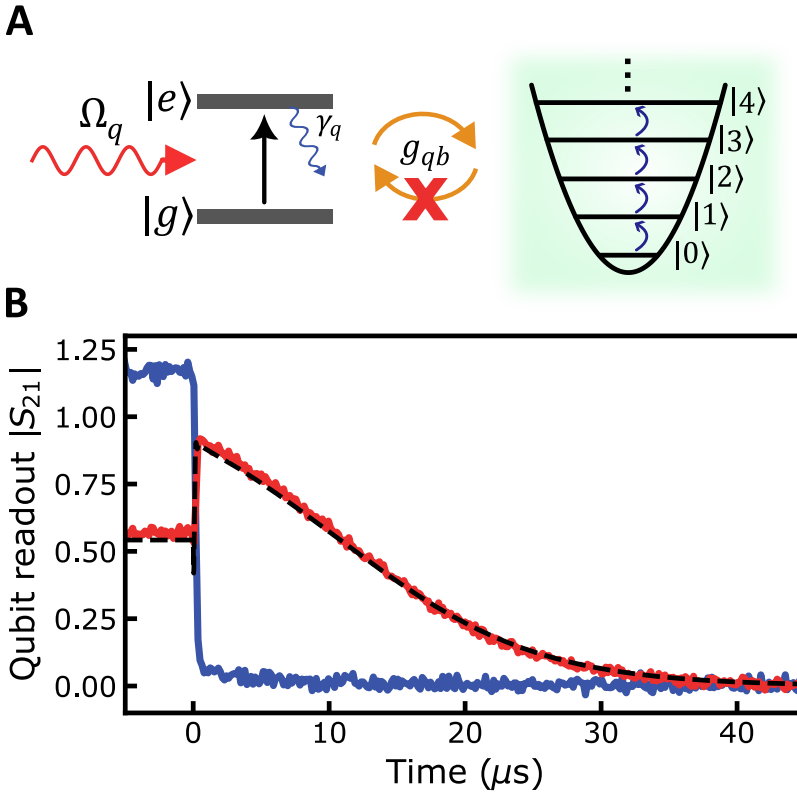 A
Ω_q
|e⟩
γ_q
|g⟩
g_qb
X
⋮
|4⟩
|3⟩
|2⟩
|1⟩
|0⟩
B
Qubit readout |S₂₁|
1.25
1.00
0.75
0.50
0.25
0.00
0 10 20 30 40
Time (μs)